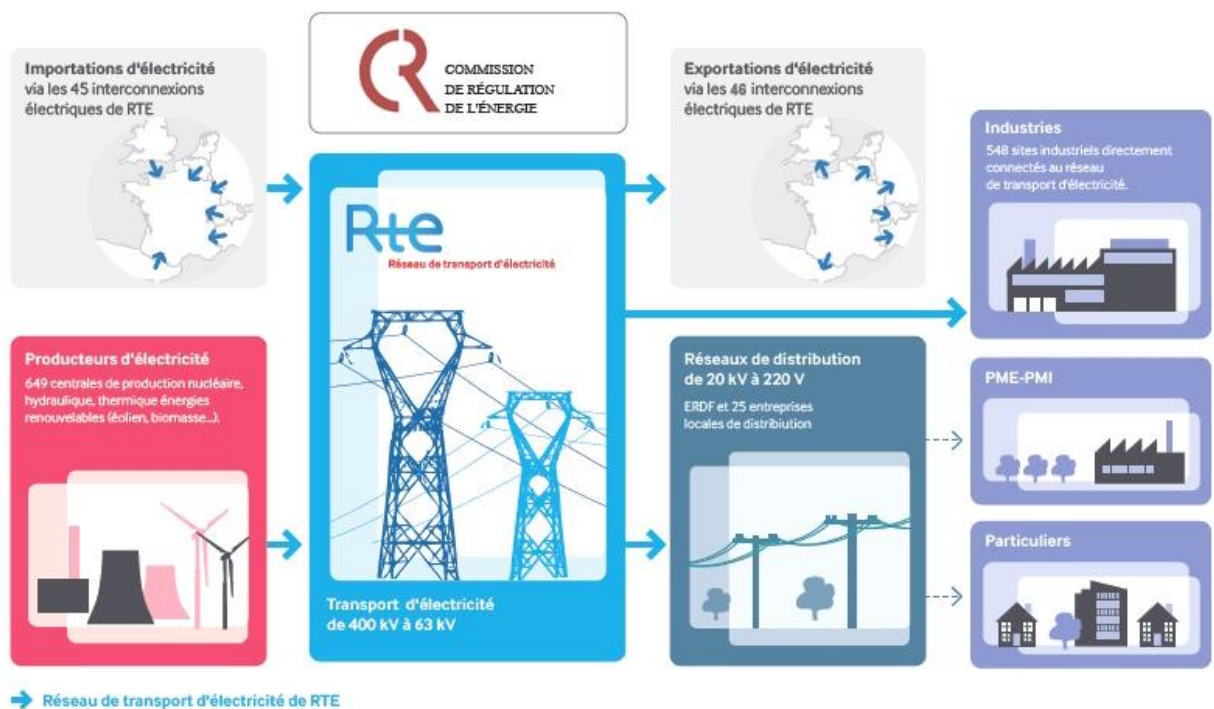 Importations d'électricité
via les 45 interconnexions
électriques de RTE
COMMISSION
DE RÉGULATION
DE L'ÉNERGIE
Exportations d'électricité
via les 46 interconnexions
électriques de RTE
Industries
548 sites industriels directement
connectés au réseau
de transport d'électricité.
Rte
Réseau de transport d'électricité
Producteurs d'électricité
649 centrales de production nucléaire,
hydraulique, thermique énergies
renouvelables (éolien, biomasse...).
Transport d'électricité
de 400 kV à 63 kV
Réseaux de distribution
de 20 kV à 220 V
ERDF et 25 entreprises
locales de distribiution
PME-PMI
Particuliers
Réseau de transport d'électricité de RTE